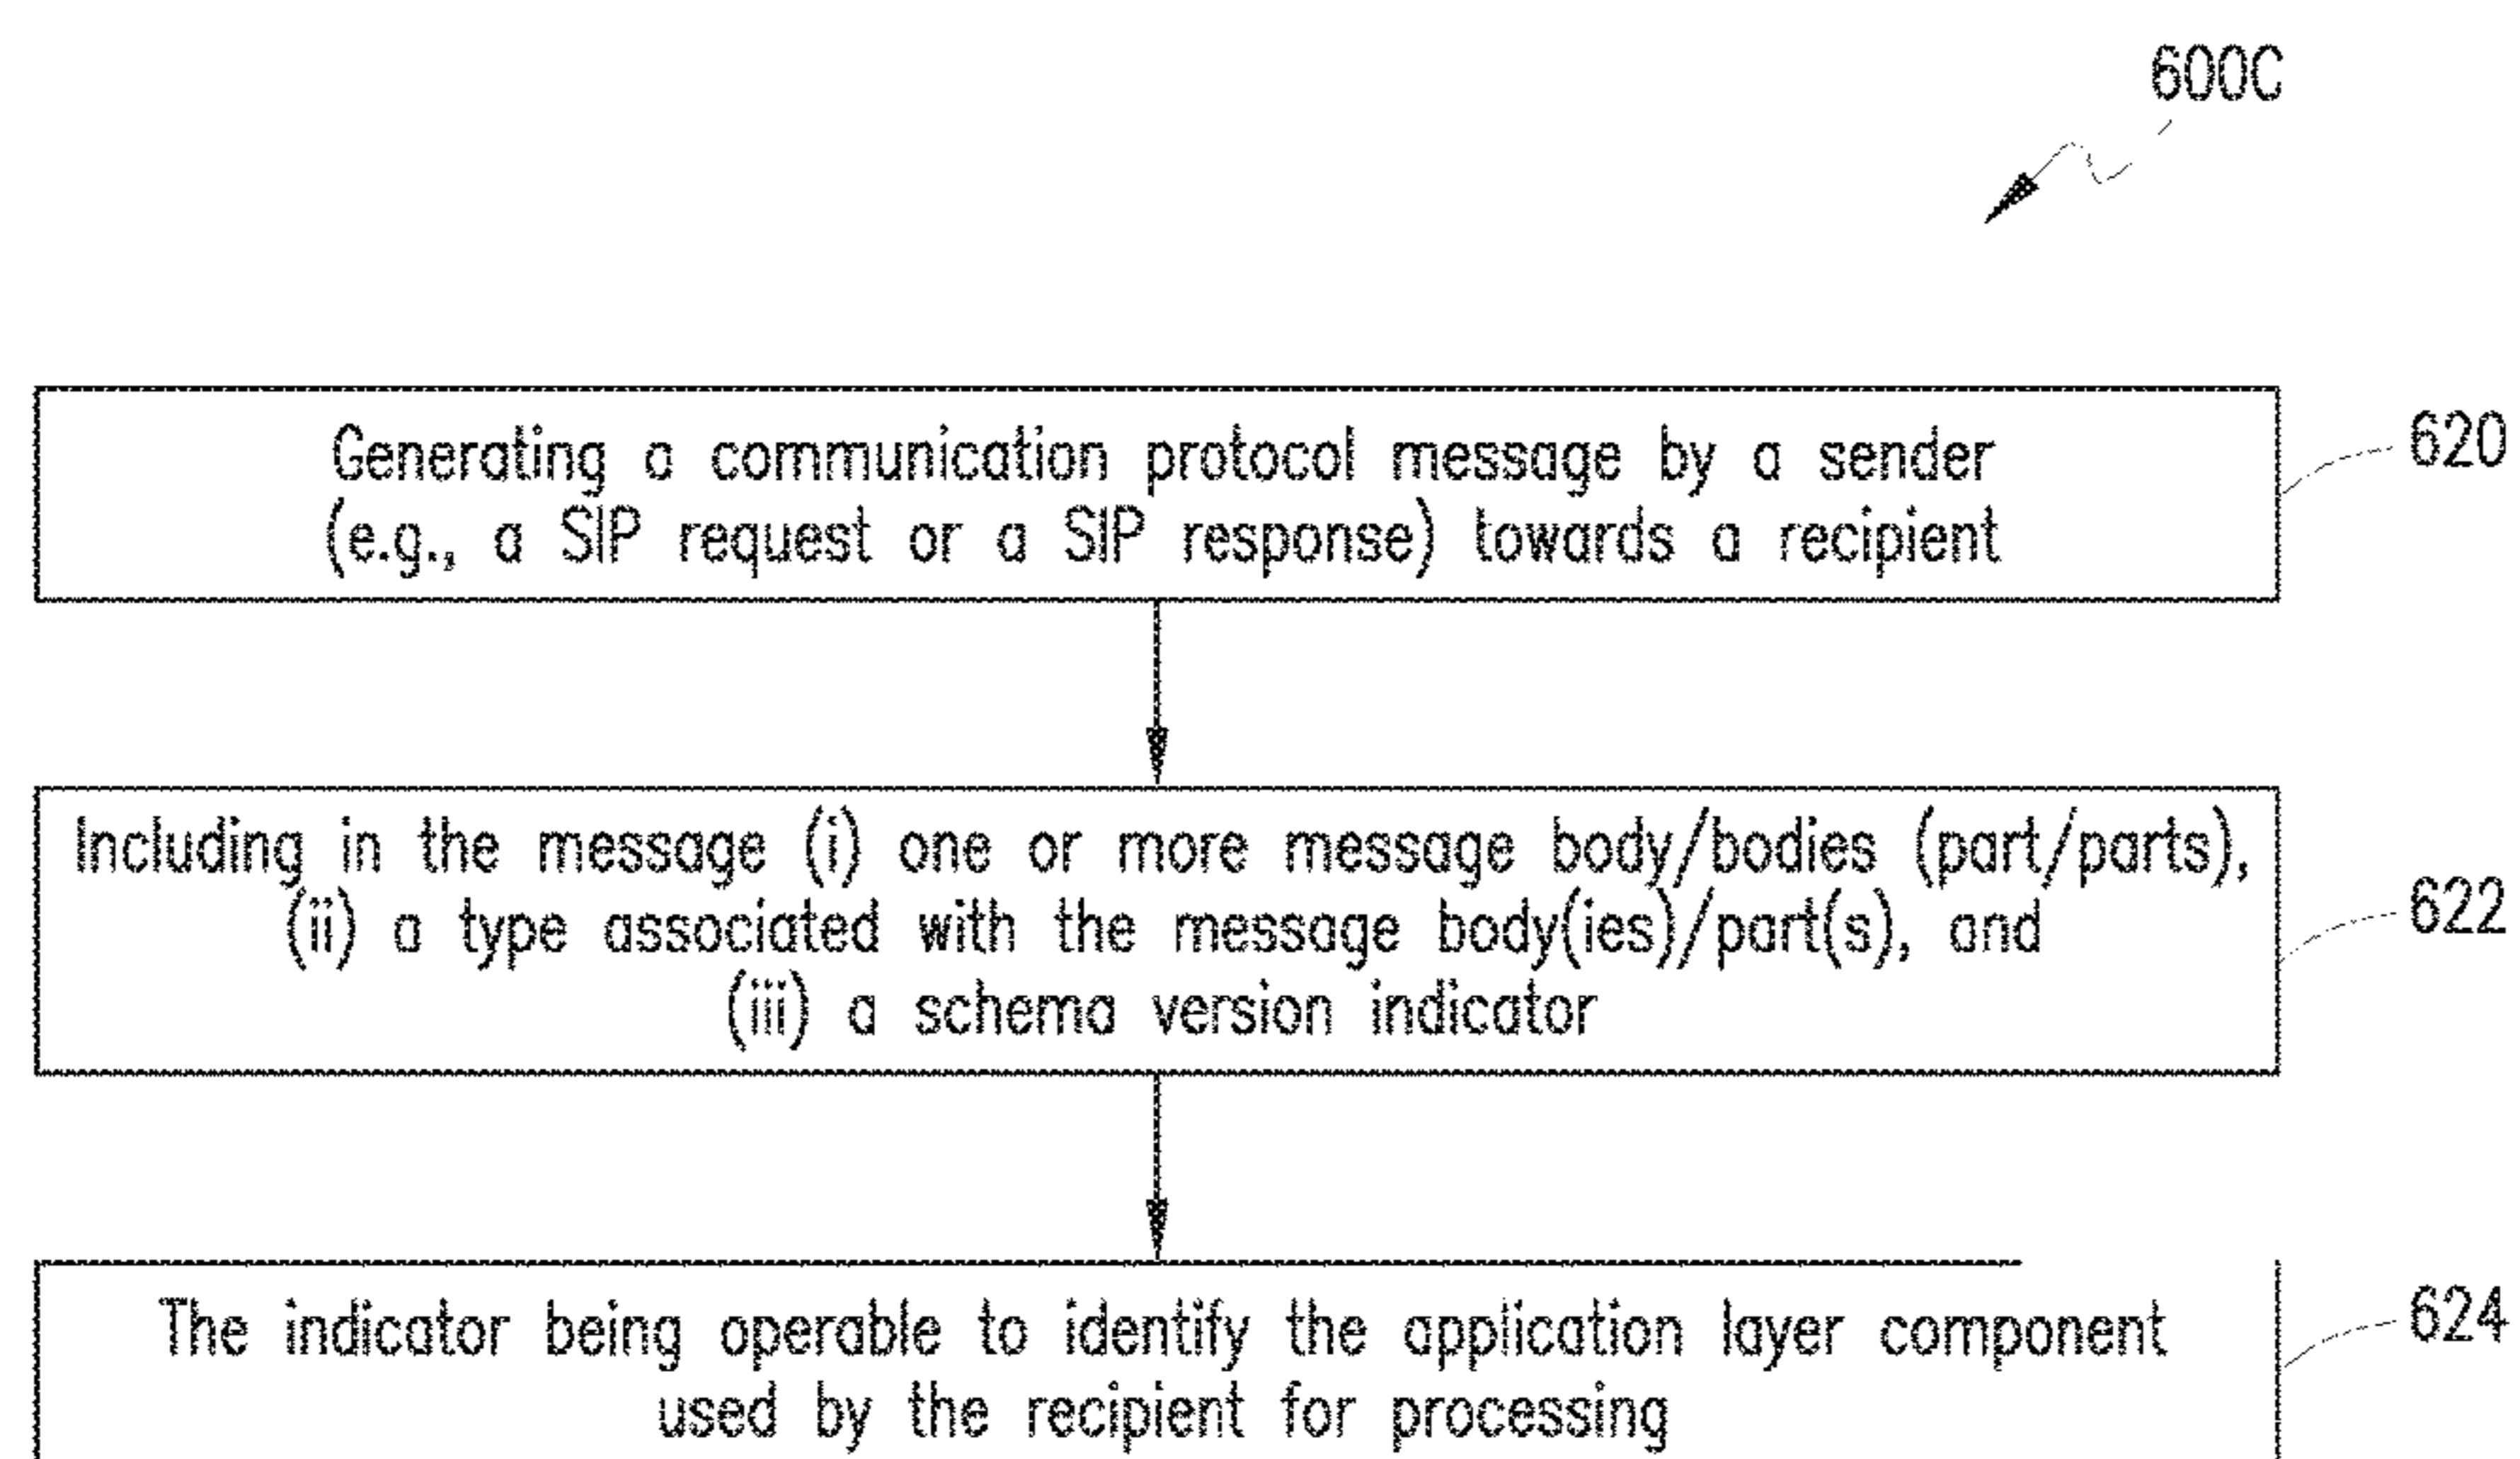 600C
Generating a communication protocol message by a sender
(e.g., a SIP request or a SIP response) towards a recipient
620
Including in the message (i) one or more message body/bodies (part/parts),
(ii) a type associated with the message body(ies)/part(s), and
(iii) a schema version indicator
622
The indicator being operable to identify the application layer component
used by the recipient for processing
624